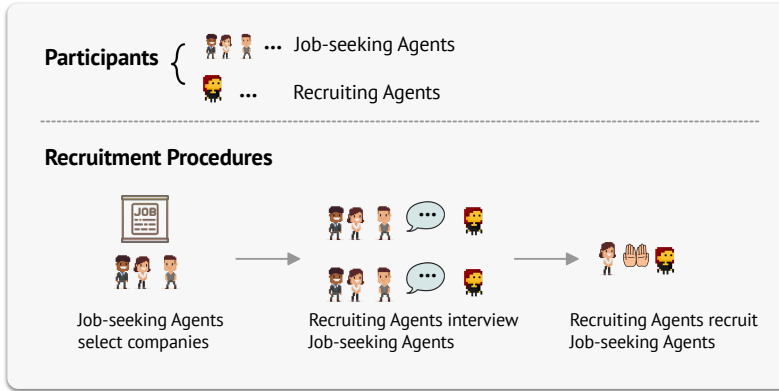 Participants
... Job-seeking Agents
... Recruiting Agents
Recruitment Procedures
JOB
...
...
Job-seeking Agents
select companies
Recruiting Agents interview
Job-seeking Agents
Recruiting Agents recruit
Job-seeking Agents